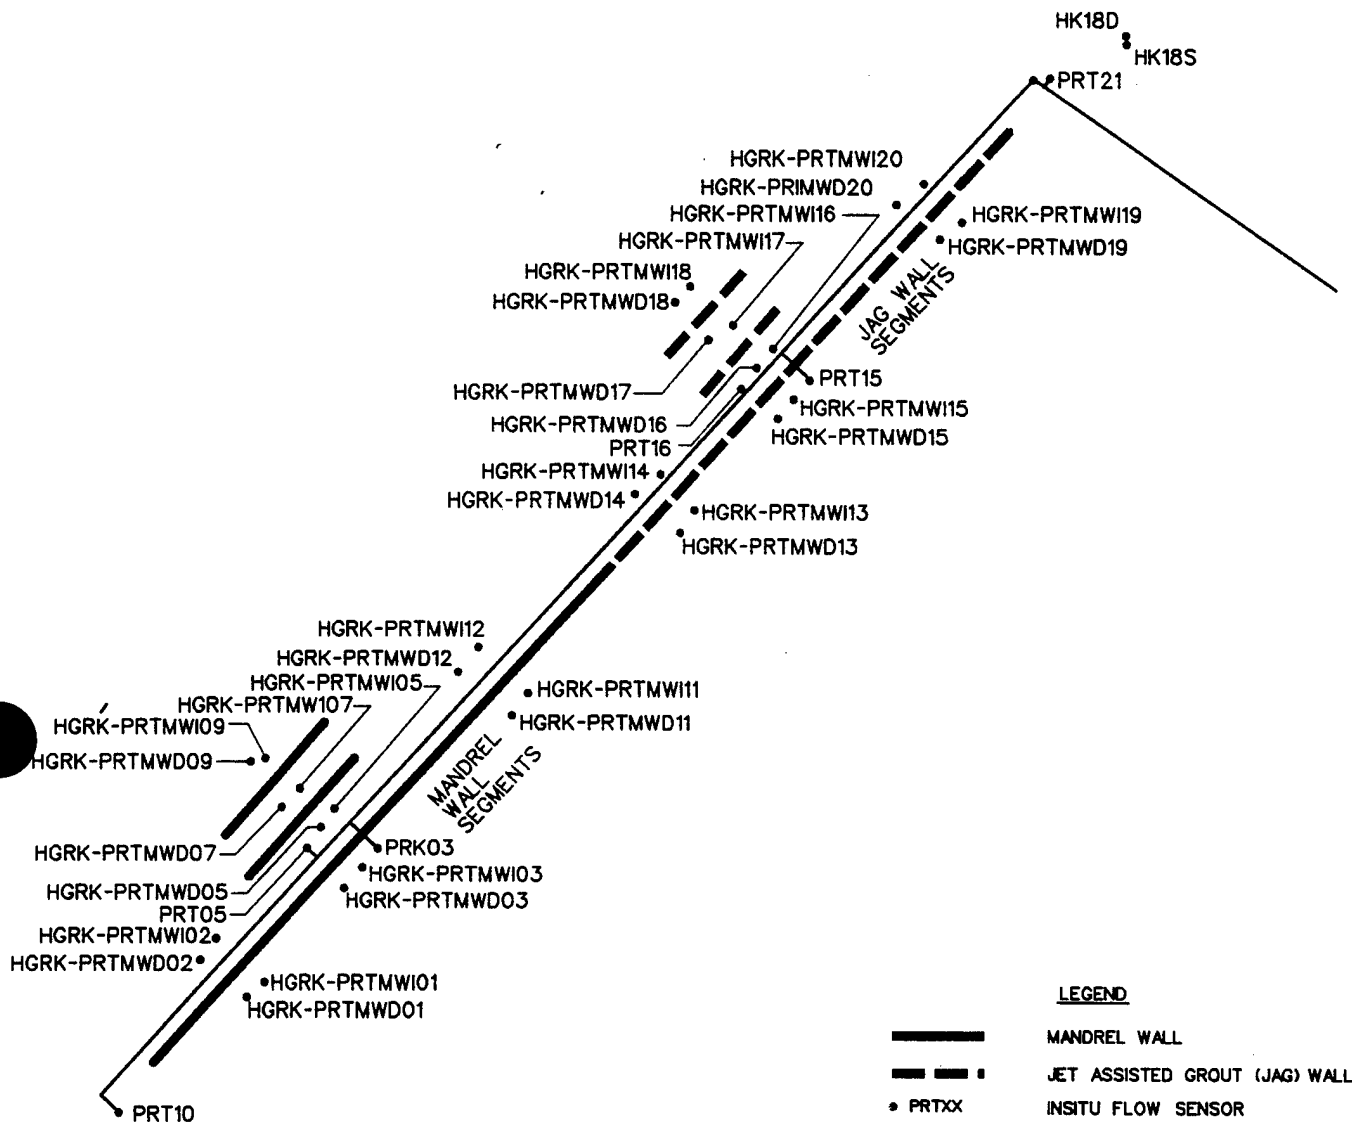 HK18D
HK18S
PRT21
HGRK-PRTMWI20
HGRK-PRIMWD20
HGRK-PRTMWI16
HGRK-PRTMWI19
HGRK-PRTMWI17
HGRK-PRTMWD19
HGRK-PRTMWI18
HGRK-PRTMWD18
JAG WALL
SEGMENTS
PRT15
HGRK-PRTMWD17
HGRK-PRTMWI15
HGRK-PRTMWD16
HGRK-PRTMWD15
PRT16
HGRK-PRTMWI14
HGRK-PRTMWD14
HGRK-PRTMWI13
HGRK-PRTMWD13
HGRK-PRTMWI12
HGRK-PRTMWD12
HGRK-PRTMWI05
HGRK-PRTMWI11
HGRK-PRTMW107
HGRK-PRTMWD11
HGRK-PRTMWI09
HGRK-PRTMWD09
MANDREL
WALL
SEGMENTS
HGRK-PRTMWD07
PRK03
HGRK-PRTMWI03
HGRK-PRTMWD05
HGRK-PRTMWD03
PRT05
HGRK-PRTMWI02
HGRK-PRTMWD02
HGRK-PRTMWI01
HGRK-PRTMWD01
PRT10
LEGEND
MANDREL WALL
JET ASSISTED GROUT (JAG) WALL
PRTXX INSITU FLOW SENSOR